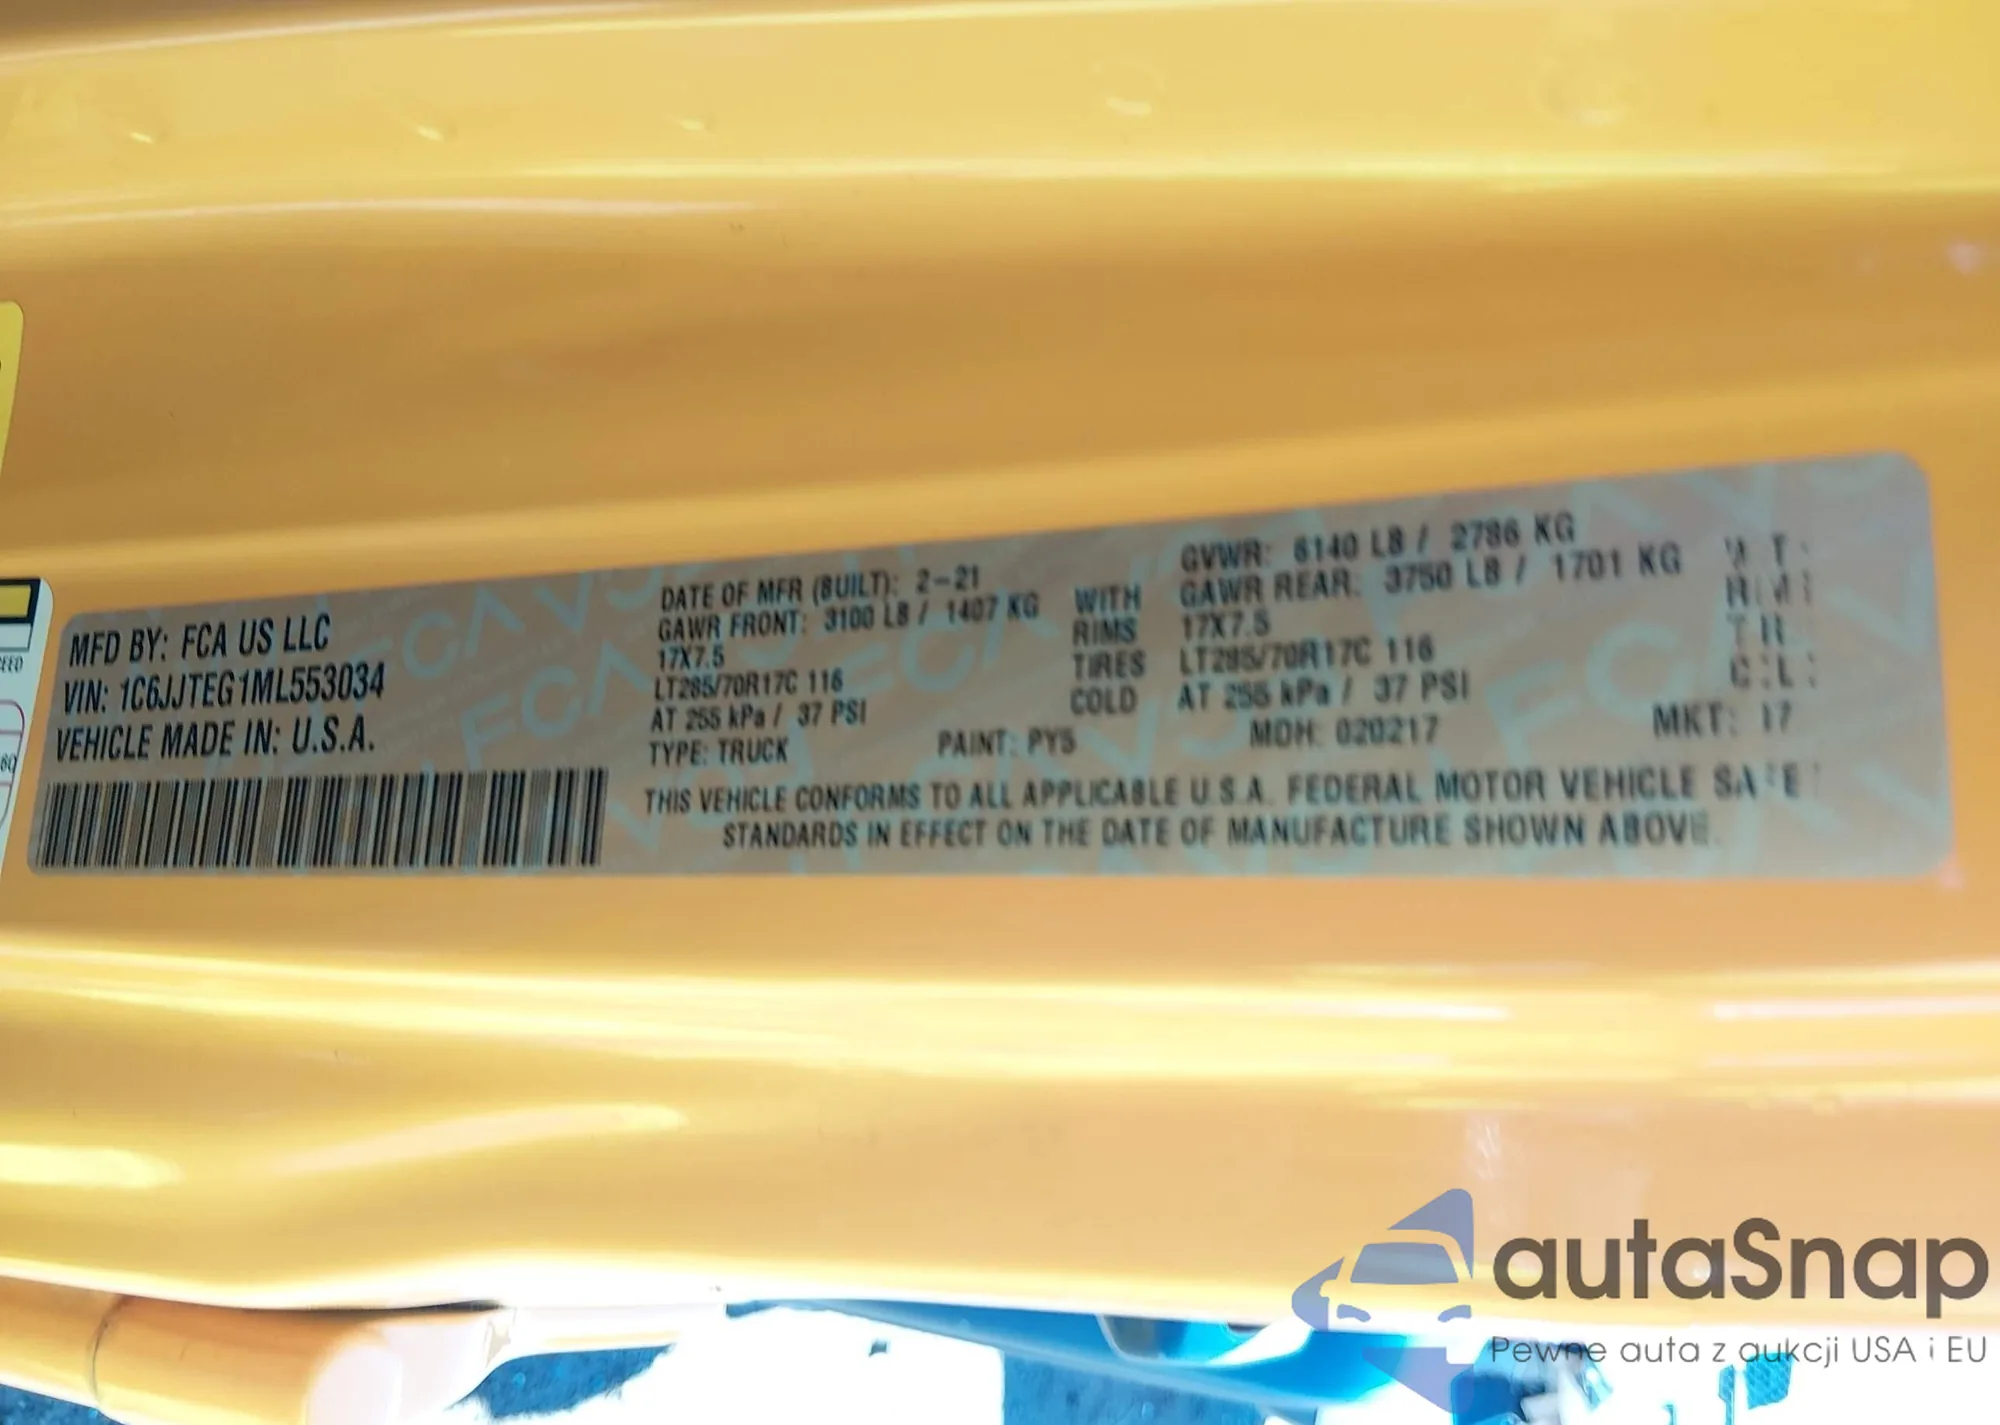 MFD BY: FCA US LLC
VIN: 1C6JJTEG1ML553034
VEHICLE MADE IN: U.S.A.
DATE OF MFR (BUILT): 2-21
GAWR FRONT: 3100 LB / 1407 KG
17X7.5
LT285/70R17C 116
AT 255 kPa / 37 PSI
TYPE: TRUCK
WITH
RIMS
TIRES
COLD
GVWR: 6140 LB / 2786 KG
GAWR REAR: 3750 LB / 1701 KG
17X7.5
LT285/70R17C 116
AT 255 kPa / 37 PSI
PAINT: PY5 MDH: 020217 MKT: 17
THIS VEHICLE CONFORMS TO ALL APPLICABLE U.S.A. FEDERAL MOTOR VEHICLE
STANDARDS IN EFFECT ON THE DATE OF MANUFACTURE SHOWN ABOVE.
autaSnap
Pewne auta z aukcji USA i EU